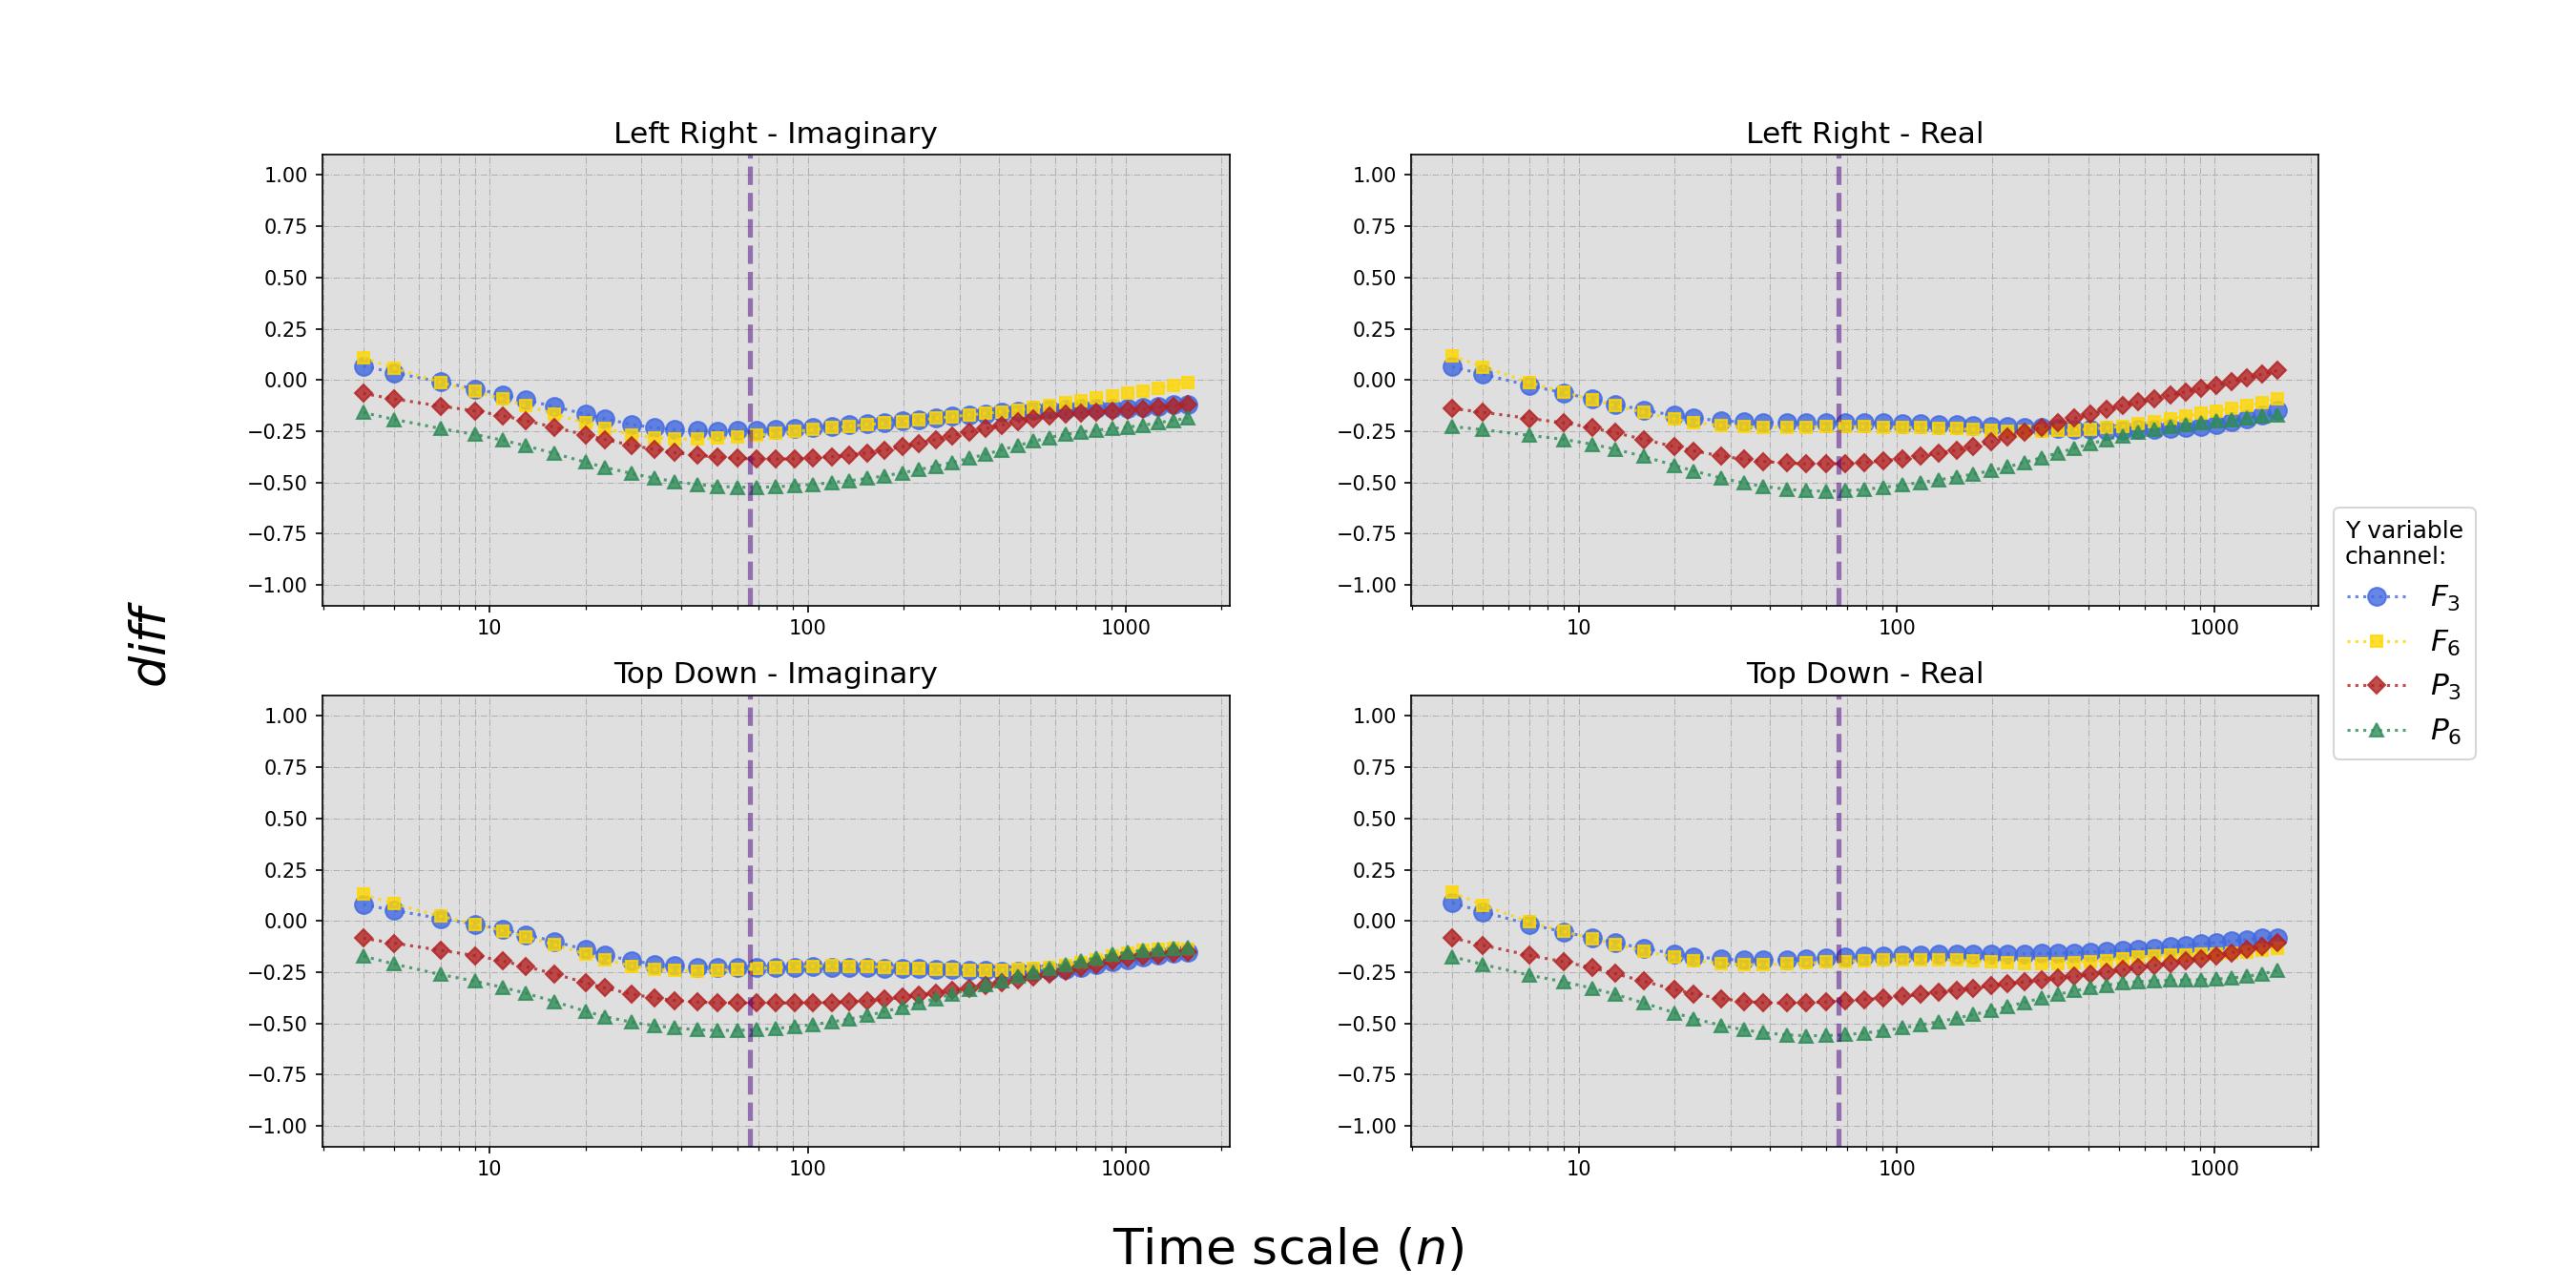 Left Right - Imaginary
1.00
0.75
0.50
0.25
0.00
−0.25
−0.50
−0.75
−1.00
10 100 1000
Left Right - Real
1.00
0.75
0.50
0.25
0.00
−0.25
−0.50
−0.75
−1.00
10 100 1000
diff
Top Down - Imaginary
1.00
0.75
0.50
0.25
0.00
−0.25
−0.50
−0.75
−1.00
10 100 1000
Top Down - Real
1.00
0.75
0.50
0.25
0.00
−0.25
−0.50
−0.75
−1.00
10 100 1000
Y variable
channel:
F₃
F₆
P₃
P₆
Time scale (n)